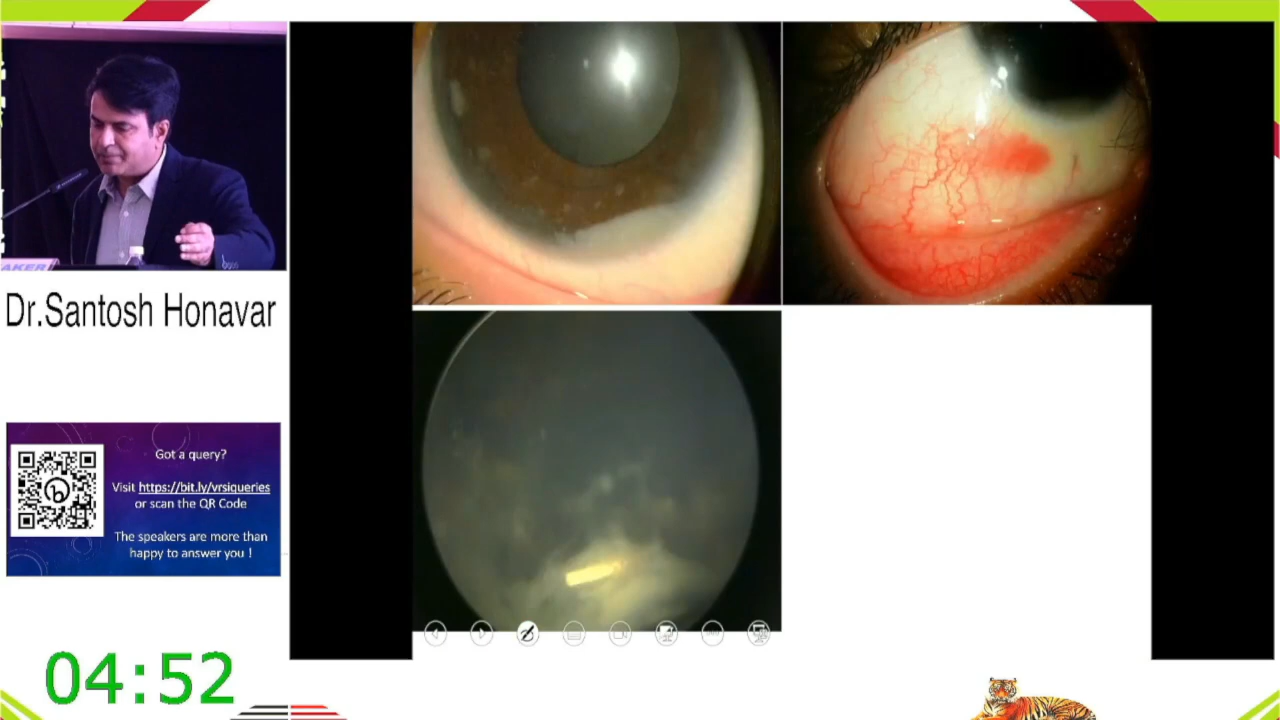 AKER
Dr.Santosh Honavar
Got a query?
Visit https://bit.ly/vrsiqueries
or scan the QR Code
The speakers are more than
happy to answer you !
04:52